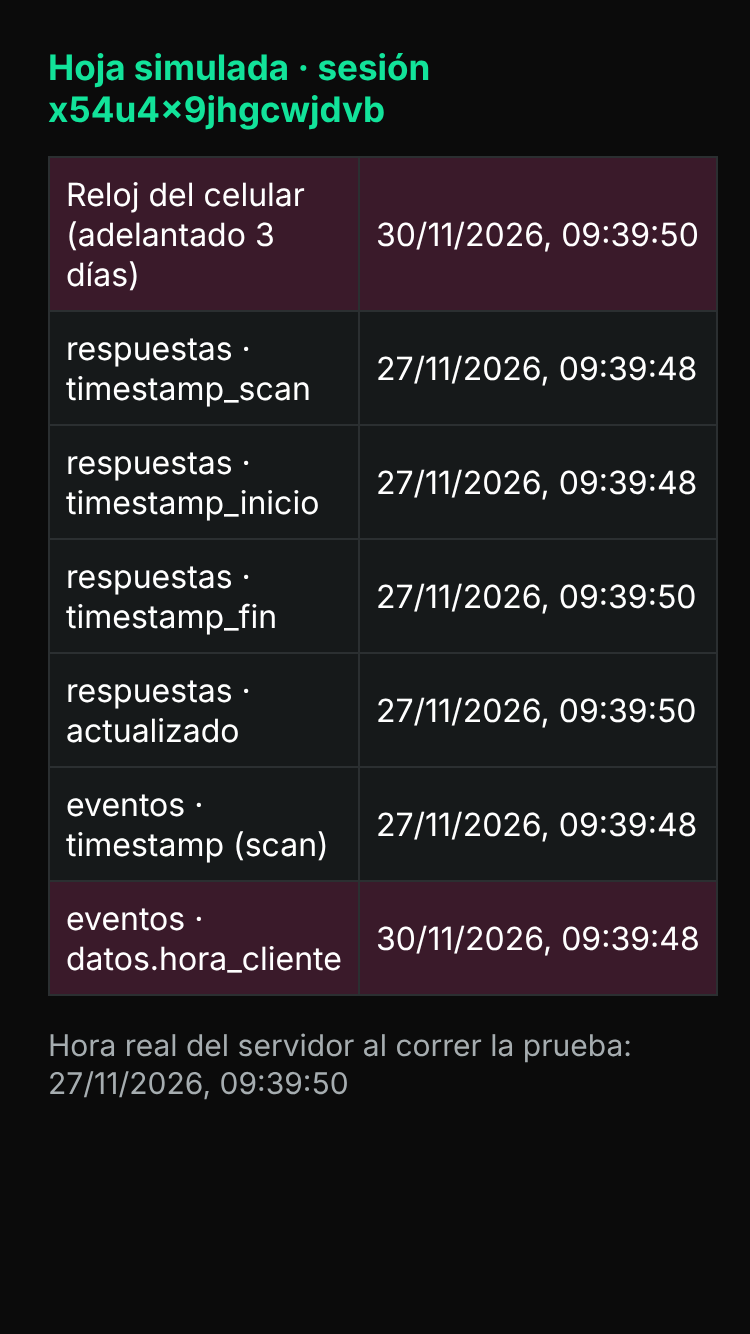 Hoja simulada · sesión
x54u4×9jhgcwjdvb
Reloj del celular
(adelantado 3
días)
30/11/2026, 09:39:50
respuestas ·
timestamp_scan
27/11/2026, 09:39:48
respuestas ·
timestamp_inicio
27/11/2026, 09:39:48
respuestas ·
timestamp_fin
27/11/2026, 09:39:50
respuestas ·
actualizado
27/11/2026, 09:39:50
eventos ·
timestamp (scan)
27/11/2026, 09:39:48
eventos ·
datos.hora_cliente
30/11/2026, 09:39:48
Hora real del servidor al correr la prueba:
27/11/2026, 09:39:50